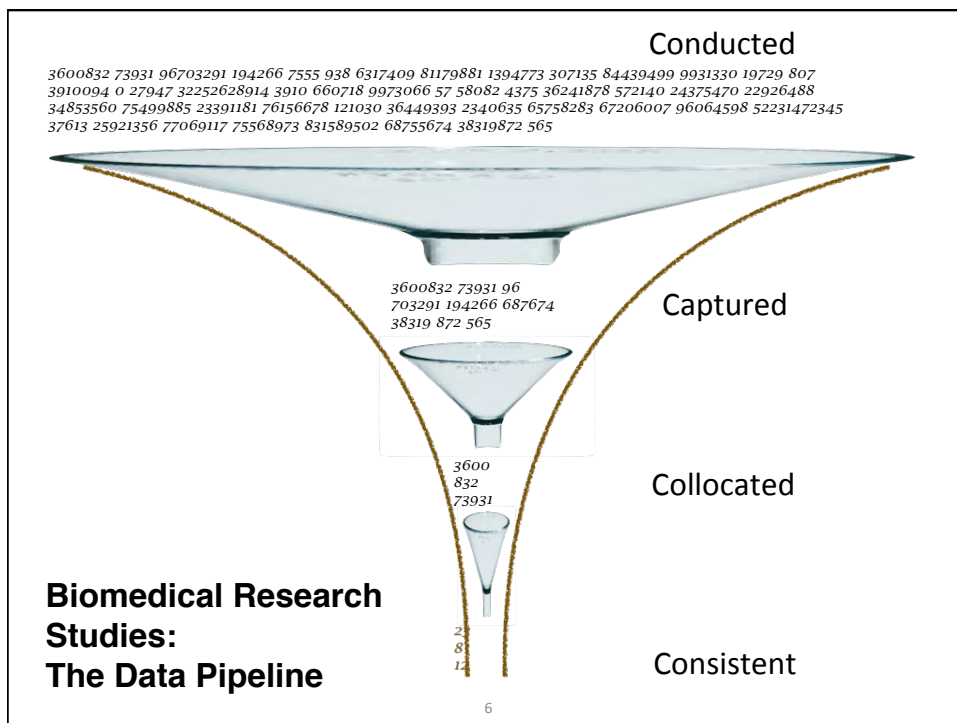 Conducted
3600832 73931 96703291 194266 7555 938 6317409 81179881 1394773 307135 84439499 9931330 19729 807
3910094 0 27947 32252628914 3910 660718 9973066 57 58082 4375 36241878 572140 24375470 22926488
34853560 75499885 23391181 76156678 121030 36449393 2340635 65758283 67206007 96064598 52231472345
37613 25921356 77069117 75568973 831589502 68755674 38319872 565
3600832 73931 96
703291 194266 687674
38319 872 565
Captured
3600
832
73931
Collocated
Biomedical Research
Studies:
The Data Pipeline
8
12
Consistent
6